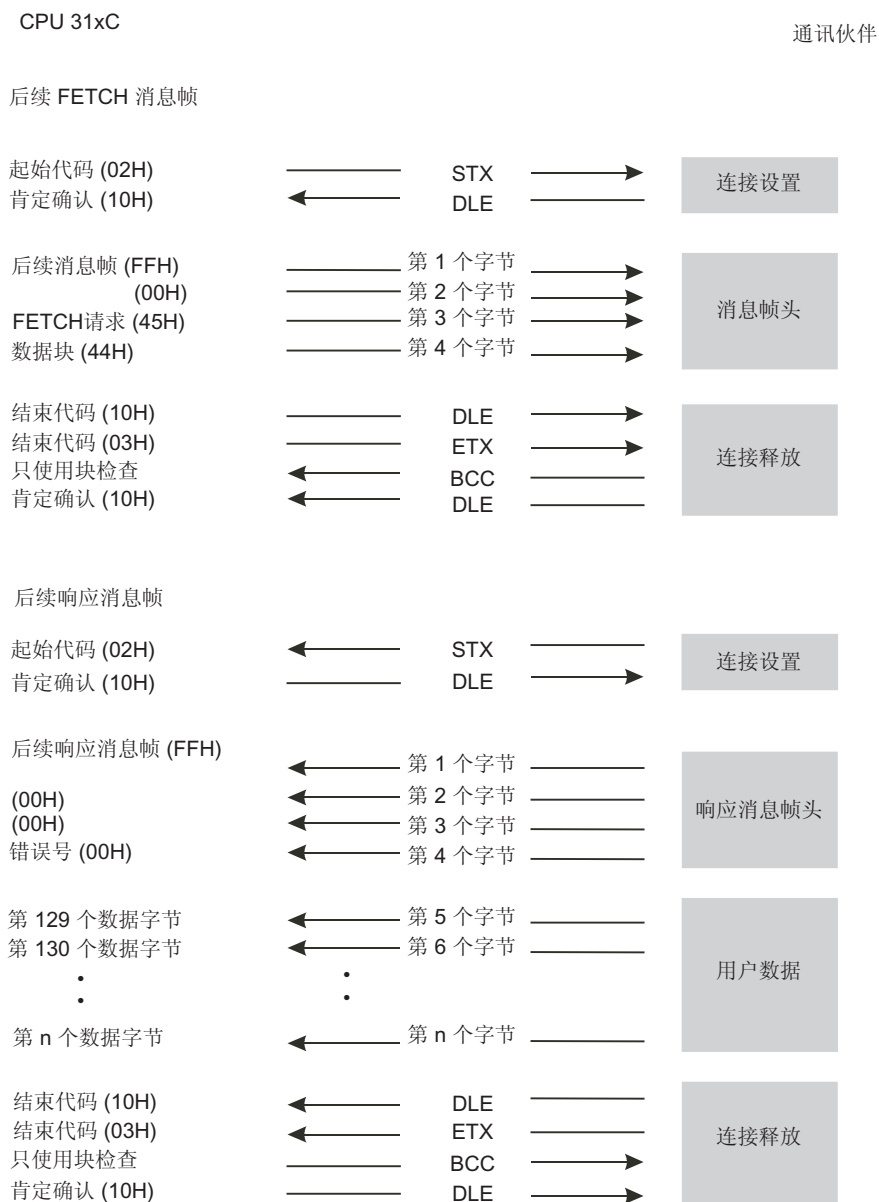 CPU 31xC 通讯伙伴
后续 FETCH 消息帧
起始代码 (02H) STX 连接设置
肯定确认 (10H) DLE
后续消息帧 (FFH) 第 1 个字节
(00H) 第 2 个字节 消息帧头
FETCH请求 (45H) 第 3 个字节
数据块 (44H) 第 4 个字节
结束代码 (10H) DLE
结束代码 (03H) ETX 连接释放
只使用块检查 BCC
肯定确认 (10H) DLE
后续响应消息帧
起始代码 (02H) STX 连接设置
肯定确认 (10H) DLE
后续响应消息帧 (FFH) 第 1 个字节
(00H) 第 2 个字节 响应消息帧头
(00H) 第 3 个字节
错误号 (00H) 第 4 个字节
第 129 个数据字节 第 5 个字节
第 130 个数据字节 第 6 个字节 用户数据
第 n 个数据字节 第 n 个字节
结束代码 (10H) DLE
结束代码 (03H) ETX 连接释放
只使用块检查 BCC
肯定确认 (10H) DLE